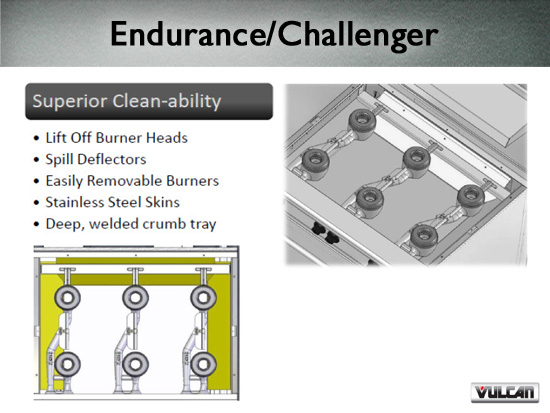 Endurance/Challenger
Superior Clean-ability
• Lift Off Burner Heads
• Spill Deflectors
• Easily Removable Burners
• Stainless Steel Skins
• Deep, welded crumb tray
VULCAN